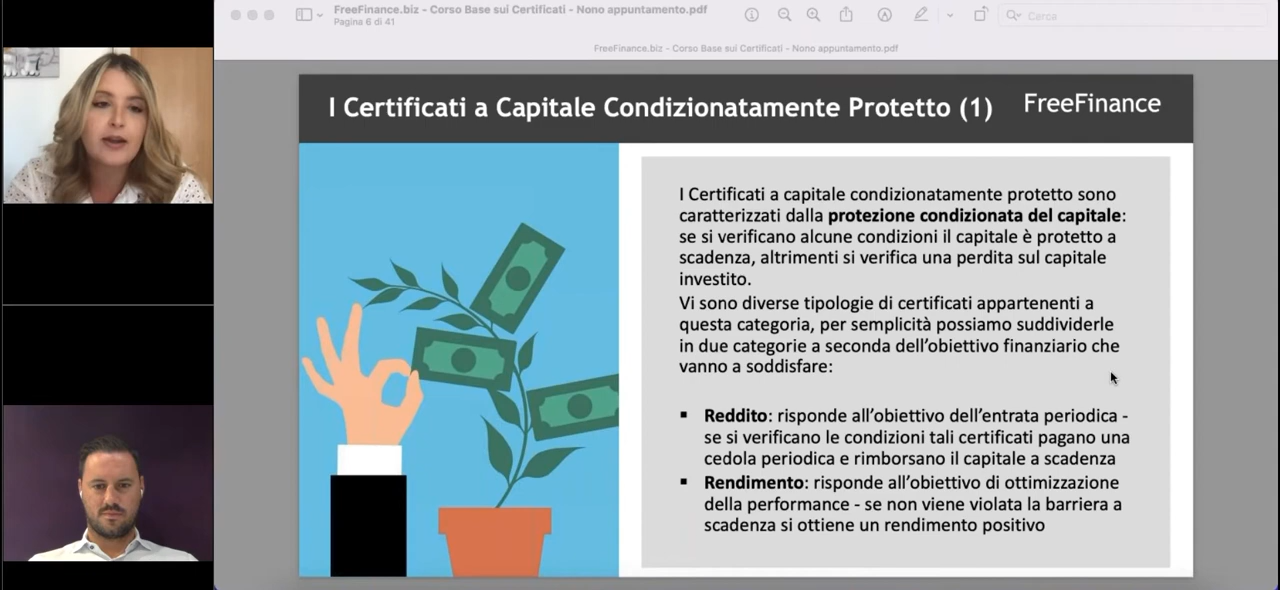 FreeFinance.biz - Corso Base sui Certificati - Nono appuntamento.pdf
Pagina 6 di 41
Cerca
FreeFinance.biz - Corso Base sui Certificati - Nono appuntamento.pdf
I Certificati a Capitale Condizionatamente Protetto (1)
FreeFinance
I Certificati a capitale condizionatamente protetto sono
caratterizzati dalla protezione condizionata del capitale:
se si verificano alcune condizioni il capitale è protetto a
scadenza, altrimenti si verifica una perdita sul capitale
investito.
Vi sono diverse tipologie di certificati appartenenti a
questa categoria, per semplicità possiamo suddividerle
in due categorie a seconda dell’obiettivo finanziario che
vanno a soddisfare:
▪ Reddito: risponde all’obiettivo dell’entrata periodica -
se si verificano le condizioni tali certificati pagano una
cedola periodica e rimborsano il capitale a scadenza
▪ Rendimento: risponde all’obiettivo di ottimizzazione
della performance - se non viene violata la barriera a
scadenza si ottiene un rendimento positivo